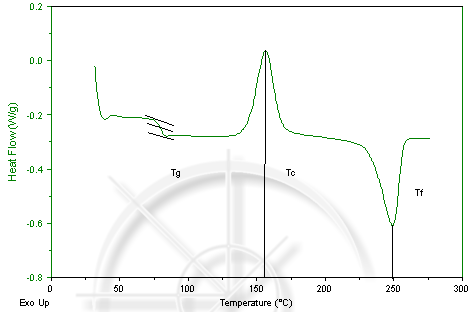 0.2
0.0
-0.2
-0.4
-0.6
-0.8
Heat Flow (W/g)
Tg
Tc
Tf
0 50 100 150 200 250 300
Exo Up
Temperature (°C)